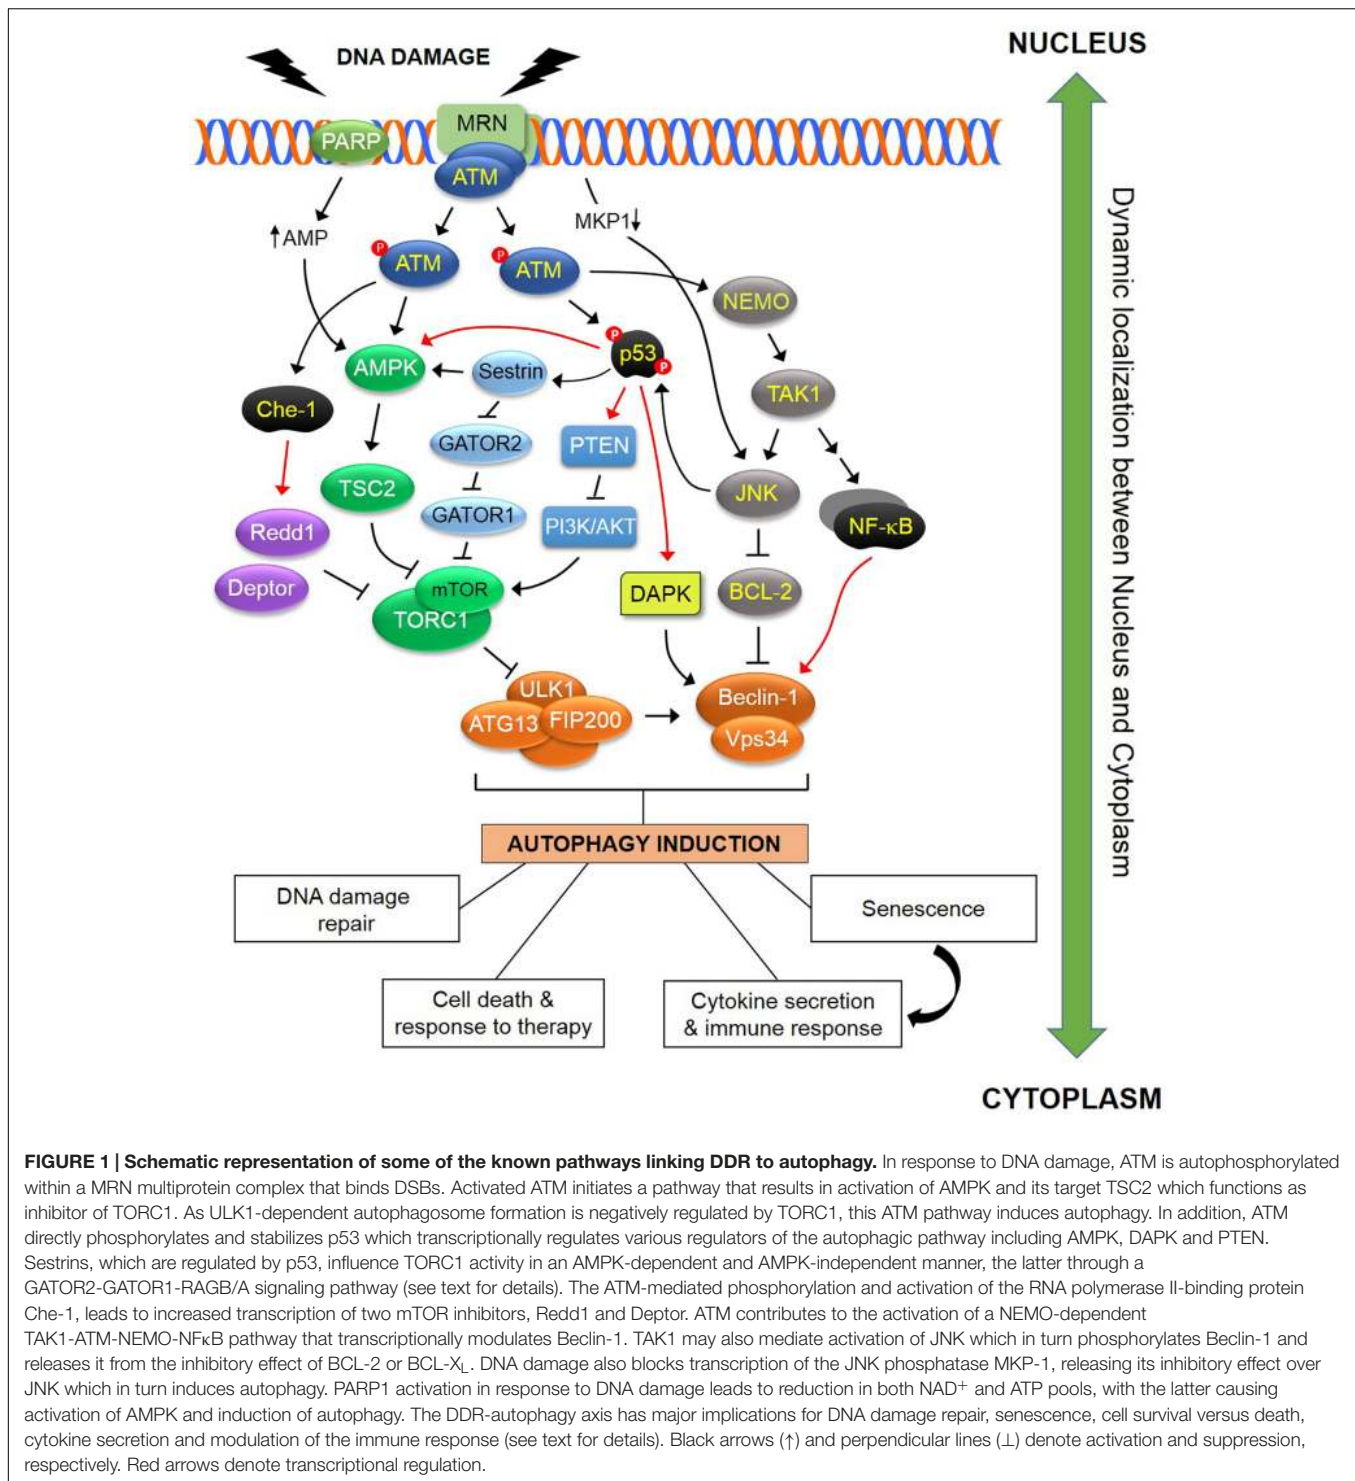 NUCLEUS
DNA DAMAGE
MRN
PARP
ATM
MKP1↓
↑AMP
P
ATM
P
ATM
NEMO
P
p53
P
AMPK
Sestrin
TAK1
Che-1
GATOR2
PTEN
TSC2
JNK
GATOR1
PI3K/AKT
NF-κB
Redd1
Deptor
mTOR
TORC1
DAPK
BCL-2
ULK1
ATG13
FIP200
Beclin-1
Vps34
AUTOPHAGY INDUCTION
DNA damage
repair
Senescence
Cell death &
response to therapy
Cytokine secretion
& immune response
Dynamic localization between Nucleus and Cytoplasm
CYTOPLASM
FIGURE 1 | Schematic representation of some of the known pathways linking DDR to autophagy. In response to DNA damage, ATM is autophosphorylated
within a MRN multiprotein complex that binds DSBs. Activated ATM initiates a pathway that results in activation of AMPK and its target TSC2 which functions as
inhibitor of TORC1. As ULK1-dependent autophagosome formation is negatively regulated by TORC1, this ATM pathway induces autophagy. In addition, ATM
directly phosphorylates and stabilizes p53 which transcriptionally regulates various regulators of the autophagic pathway including AMPK, DAPK and PTEN.
Sestrins, which are regulated by p53, influence TORC1 activity in an AMPK-dependent and AMPK-independent manner, the latter through a
GATOR2-GATOR1-RAGB/A signaling pathway (see text for details). The ATM-mediated phosphorylation and activation of the RNA polymerase II-binding protein
Che-1, leads to increased transcription of two mTOR inhibitors, Redd1 and Deptor. ATM contributes to the activation of a NEMO-dependent
TAK1-ATM-NEMO-NFκB pathway that transcriptionally modulates Beclin-1. TAK1 may also mediate activation of JNK which in turn phosphorylates Beclin-1 and
releases it from the inhibitory effect of BCL-2 or BCL-XL. DNA damage also blocks transcription of the JNK phosphatase MKP-1, releasing its inhibitory effect over
JNK which in turn induces autophagy. PARP1 activation in response to DNA damage leads to reduction in both NAD+ and ATP pools, with the latter causing
activation of AMPK and induction of autophagy. The DDR-autophagy axis has major implications for DNA damage repair, senescence, cell survival versus death,
cytokine secretion and modulation of the immune response (see text for details). Black arrows (↑) and perpendicular lines (⊥) denote activation and suppression,
respectively. Red arrows denote transcriptional regulation.